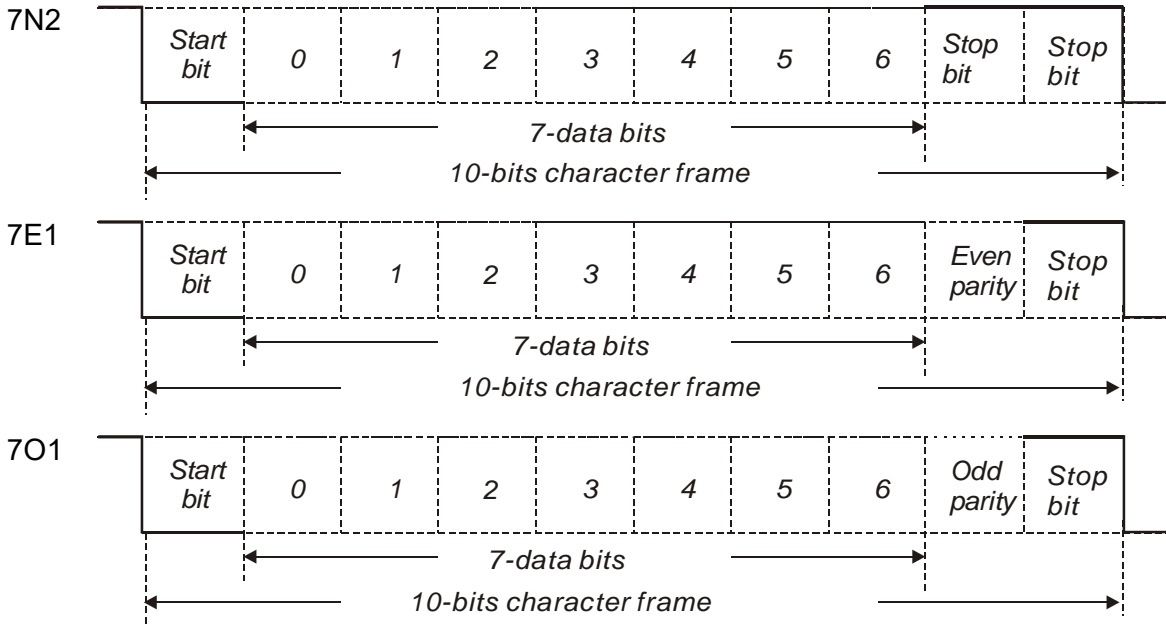 7N2
Start bit 0 1 2 3 4 5 6 Stop bit Stop bit
7-data bits
10-bits character frame
7E1
Start bit 0 1 2 3 4 5 6 Even parity Stop bit
7-data bits
10-bits character frame
7O1
Start bit 0 1 2 3 4 5 6 Odd parity Stop bit
7-data bits
10-bits character frame